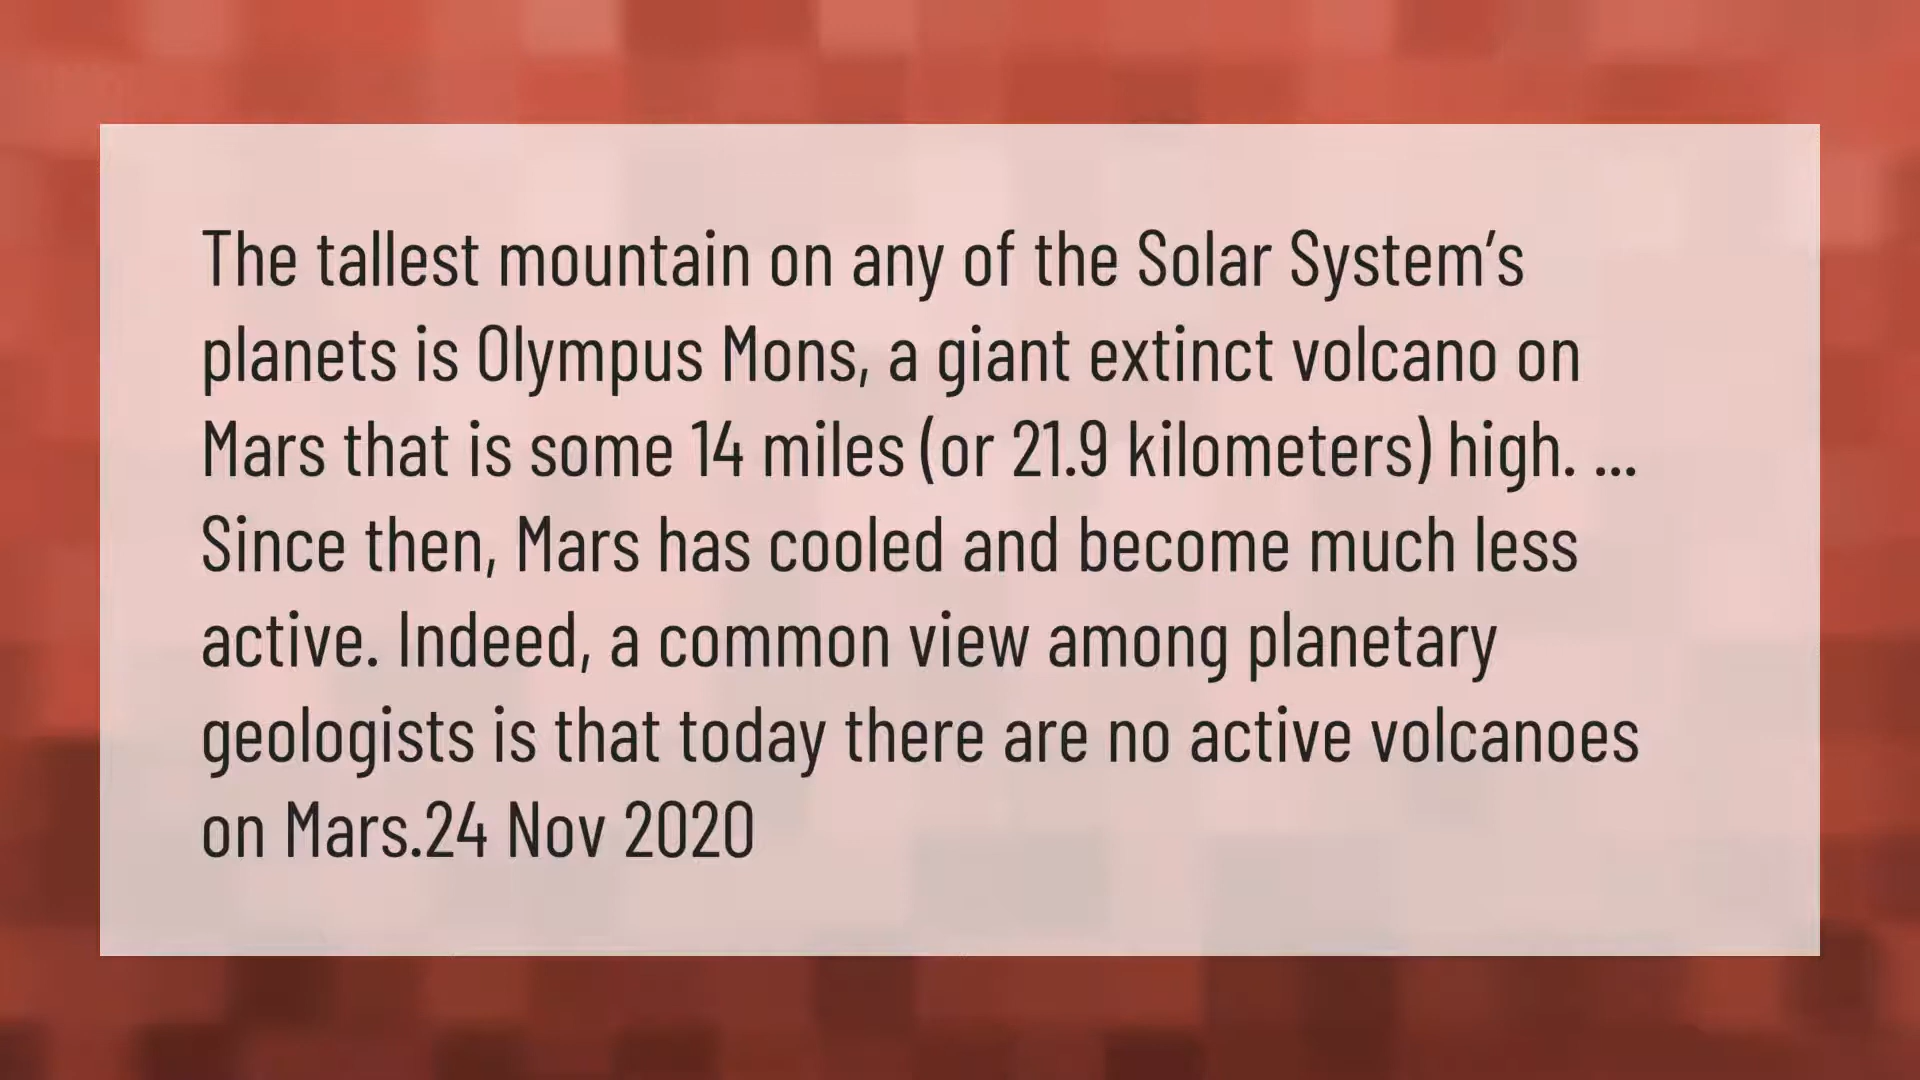 The tallest mountain on any of the Solar System’s
planets is Olympus Mons, a giant extinct volcano on
Mars that is some 14 miles (or 21.9 kilometers) high. ...
Since then, Mars has cooled and become much less
active. Indeed, a common view among planetary
geologists is that today there are no active volcanoes
on Mars.24 Nov 2020